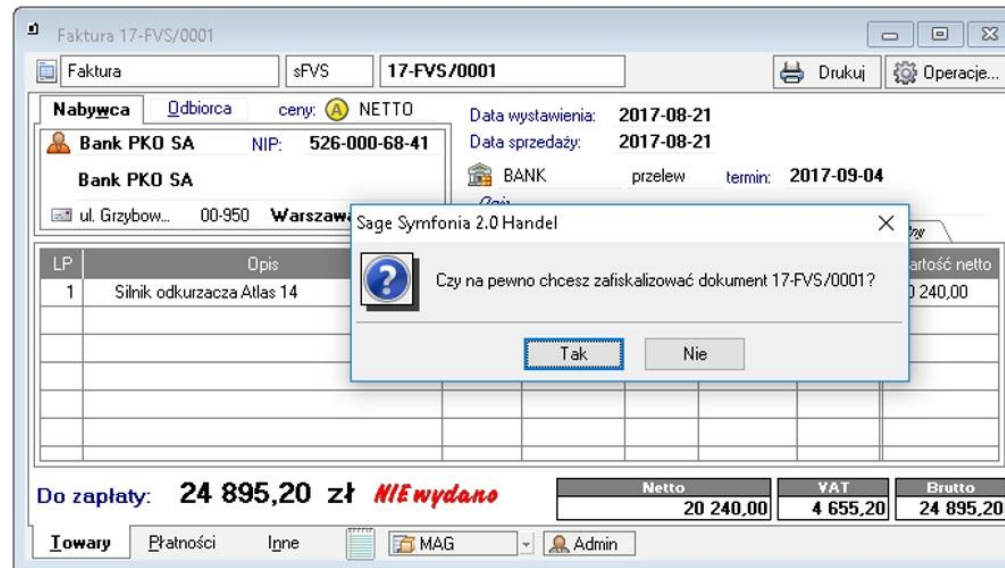 Faktura 17-FVS/0001
Faktura sFVS 17-FVS/0001 Drukuj Operacje...
Nabywca Odbiorca ceny: A NETTO Data wystawienia: 2017-08-21
Bank PKO SA NIP: 526-000-68-41 Data sprzedaży: 2017-08-21
Bank PKO SA BANK przelew termin: 2017-09-04
ul. Grzybow... 00-950 Warszawa
Sage Symfonia 2.0 Handel
LP Opis netto
Czy na pewno chcesz zafiskalizować dokument 17-FVS/0001?
1 Silnik odkurzacza Atlas 14 240,00
Tak Nie
Do zapłaty: 24 895,20 zł NIE wydano
Netto VAT Brutto
20 240,00 4 655,20 24 895,20
Towary Płatności Inne MAG Admin